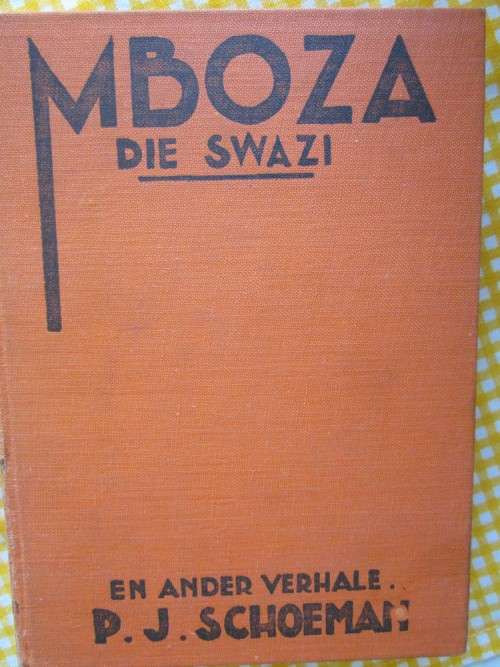 MBOZA
DIE SWAZI
EN ANDER VERHALE.
P.J. SCHOEMAN